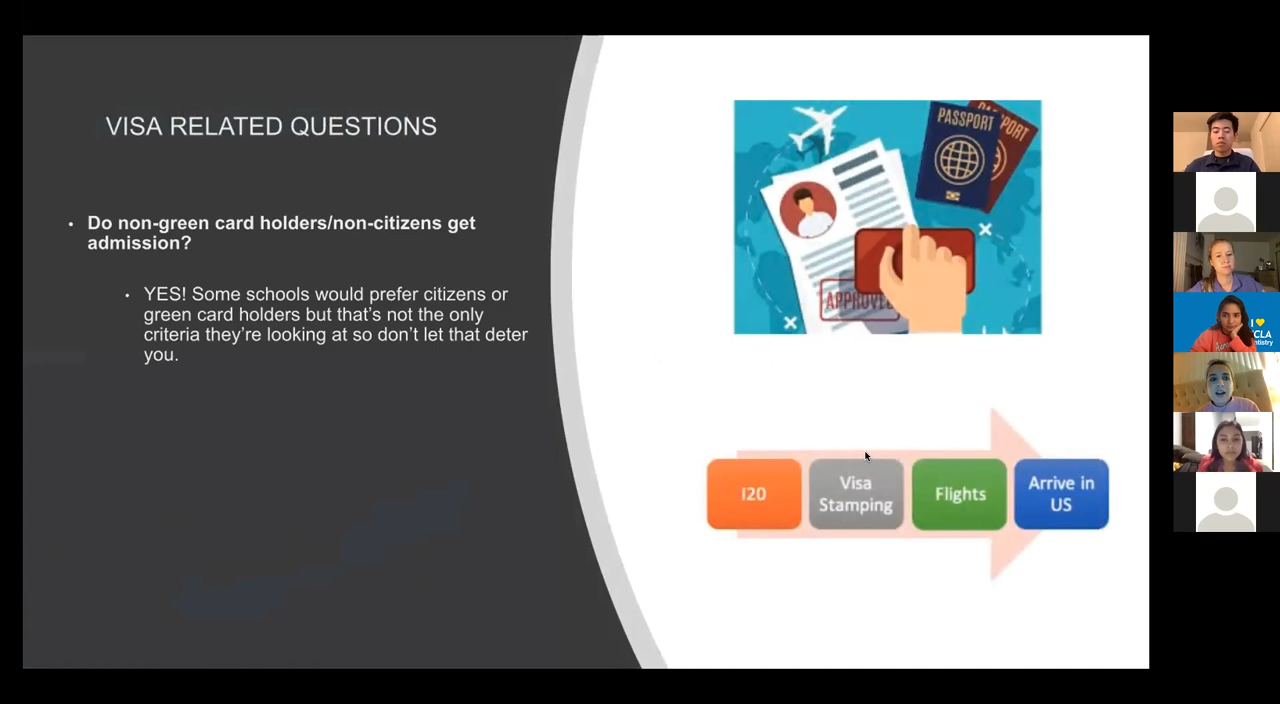 VISA RELATED QUESTIONS
• Do non-green card holders/non-citizens get
admission?
• YES! Some schools would prefer citizens or
green card holders but that's not the only
criteria they're looking at so don't let that deter
you.
PASSPORT
APPROVED
I20
Visa
Stamping
Flights
Arrive in
US
I 💛
CLA